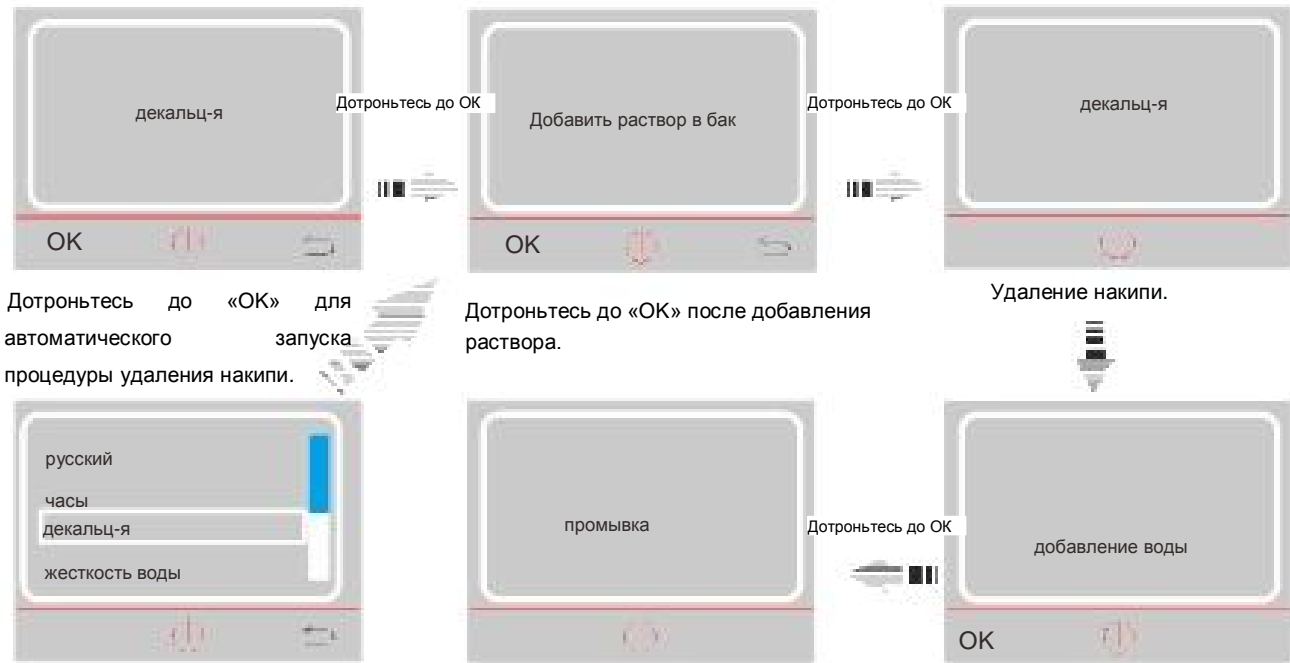 декальц-я
Дотроньтесь до ОК
Добавить раствор в бак
Дотроньтесь до ОК
декальц-я
OK
OK
Дотроньтесь до «ОК» для
автоматического запуска
процедуры удаления накипи.
Дотроньтесь до «ОК» после добавления
раствора.
Удаление накипи.
русский
часы
декальц-я
жесткость воды
промывка
Дотроньтесь до ОК
добавление воды
OK